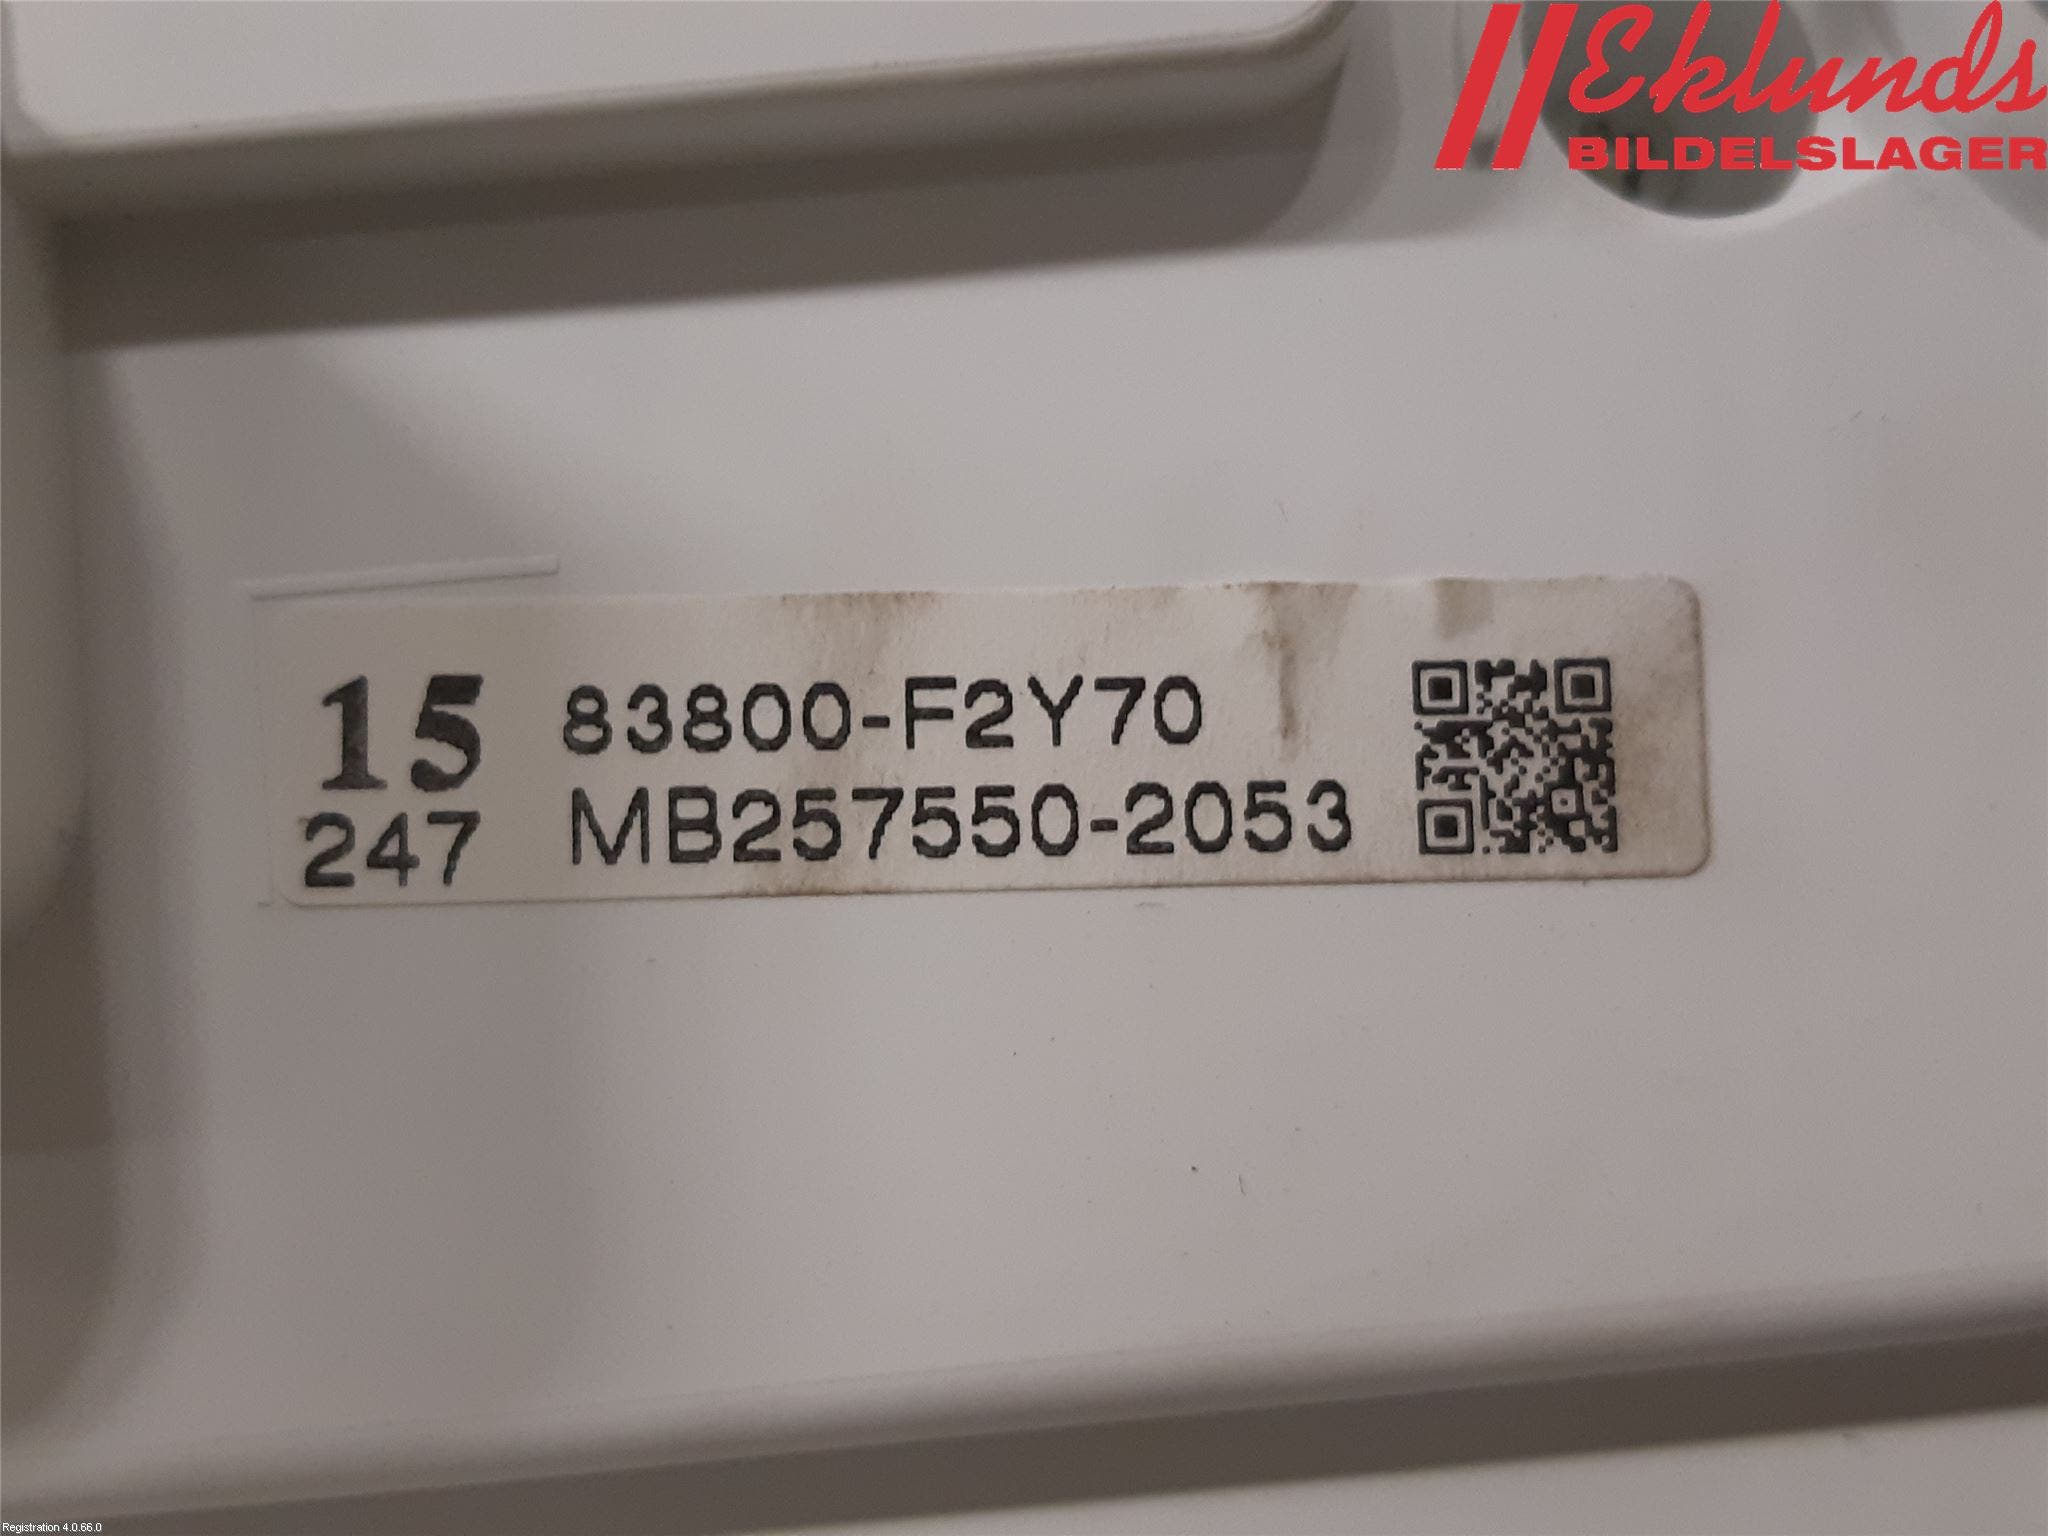 Eklunds
BILDELSLAGER
15 83800-F2Y70
247 MB257550-2053
Registration 4.0.66.0